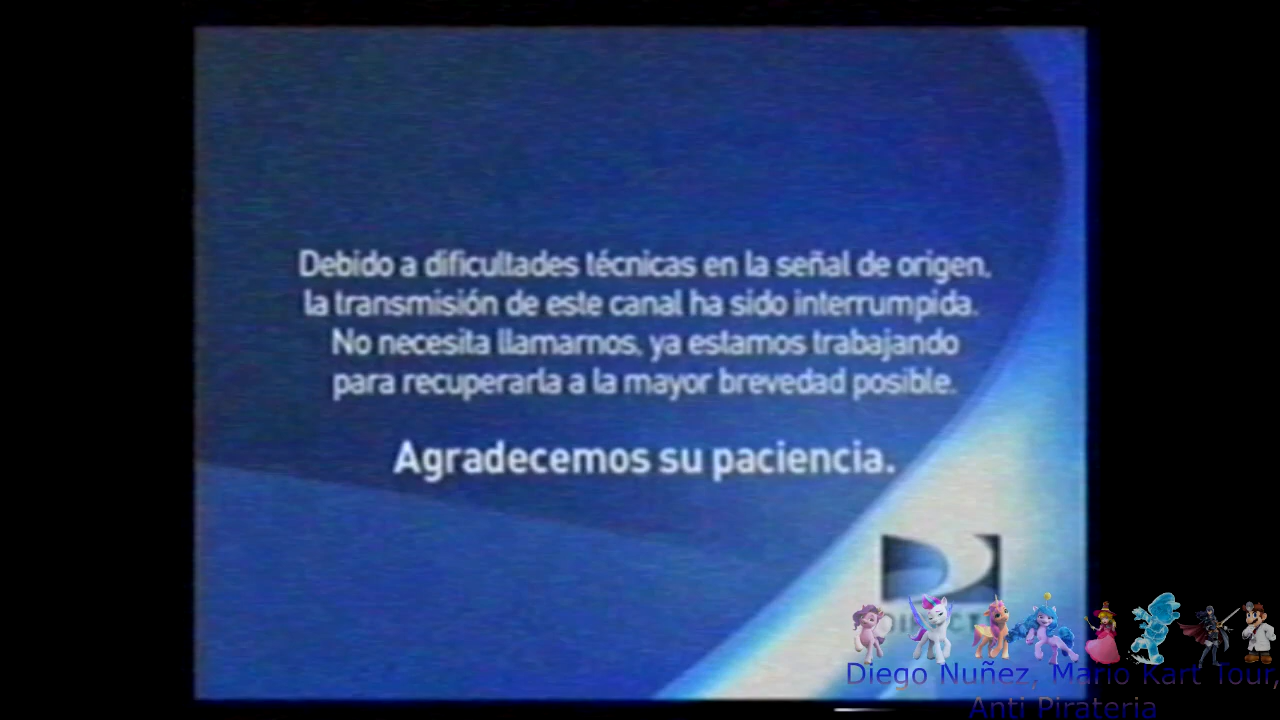 Debido a dificultades técnicas en la señal de origen,
la transmisión de este canal ha sido interrumpida.
No necesita llamarnos, ya estamos trabajando
para recuperarla a la mayor brevedad posible.
Agradecemos su paciencia.
Diego Nuñez, Mario Kart Tour,
Anti Pirateria